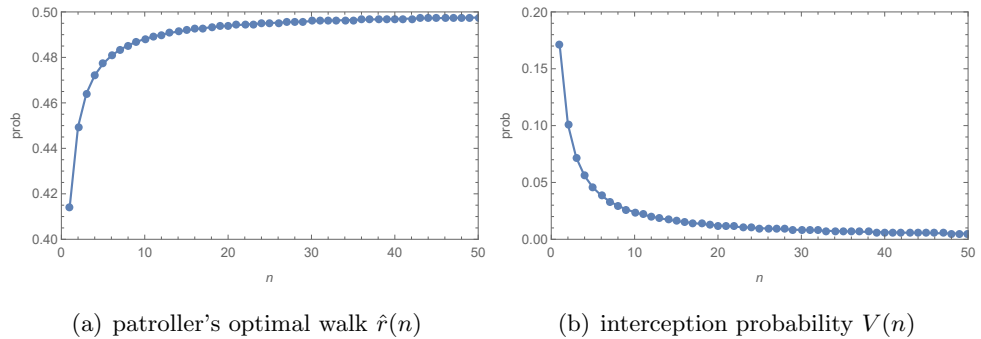 0.50
0.48
0.46
0.44
0.42
0.40
prob
0 10 20 30 40 50
n
0.20
0.15
0.10
0.05
0.00
prob
0 10 20 30 40 50
n
(a) patroller's optimal walk r̂(n)
(b) interception probability V(n)